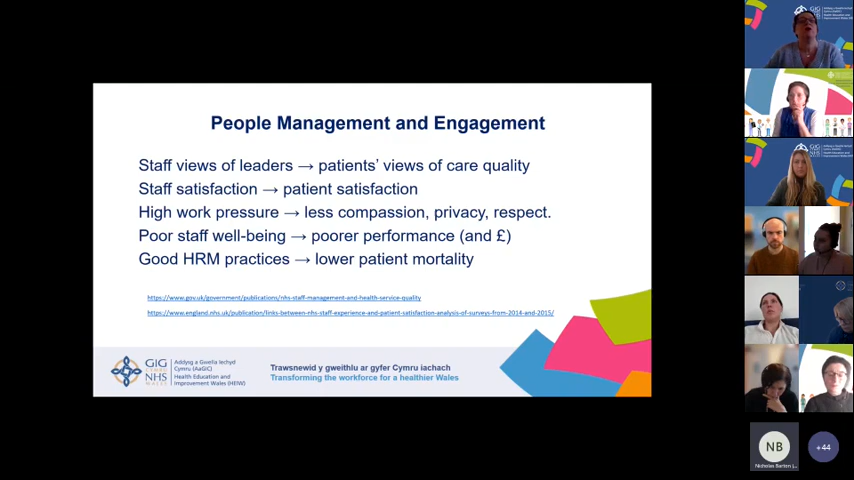 People Management and Engagement
Staff views of leaders → patients’ views of care quality
Staff satisfaction → patient satisfaction
High work pressure → less compassion, privacy, respect.
Poor staff well-being → poorer performance (and £)
Good HRM practices → lower patient mortality
https://www.gov.uk/government/publications/nhs-staff-management-and-health-service-quality
https://www.england.nhs.uk/publication/links-between-nhs-staff-experience-and-patient-satisfaction-analysis-of-surveys-from-2014-and-2015/
GIG
CYMRU
NHS
WALES
Addysg a Gwella Iechyd
Cymru (AaGIC)
Health Education and
Improvement Wales (HEIW)
Trawsnewid y gweithlu ar gyfer Cymru iachach
Transforming the workforce for a healthier Wales
GIG
NHS
GIG
NHS
NB
+44